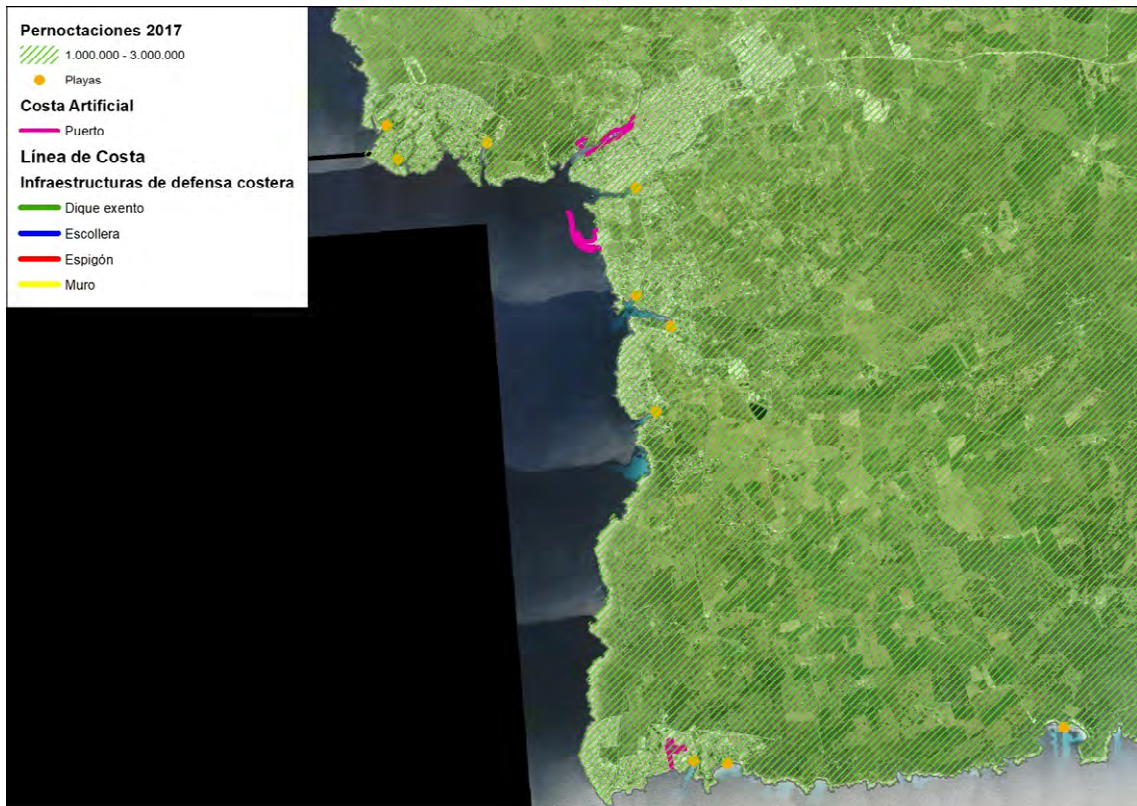 Pernoctaciones 2017
1.000.000 - 3.000.000
Playas
Costa Artificial
Puerto
Línea de Costa
Infraestructuras de defensa costera
Dique exento
Escollera
Espigón
Muro